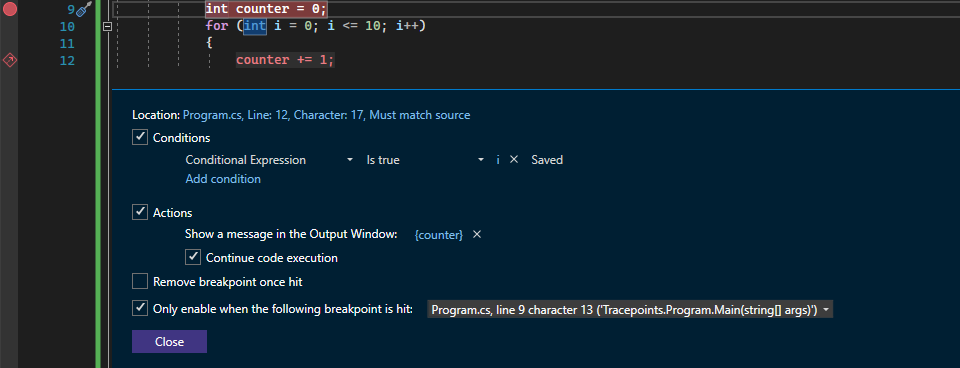 9 int counter = 0;
10 for (int i = 0; i <= 10; i++)
11 {
12 counter += 1;
Location: Program.cs, Line: 12, Character: 17, Must match source
Conditions
Conditional Expression Is true i × Saved
Add condition
Actions
Show a message in the Output Window: {counter} ×
Continue code execution
Remove breakpoint once hit
Only enable when the following breakpoint is hit: Program.cs, line 9 character 13 ('Tracepoints.Program.Main(string[] args)')
Close